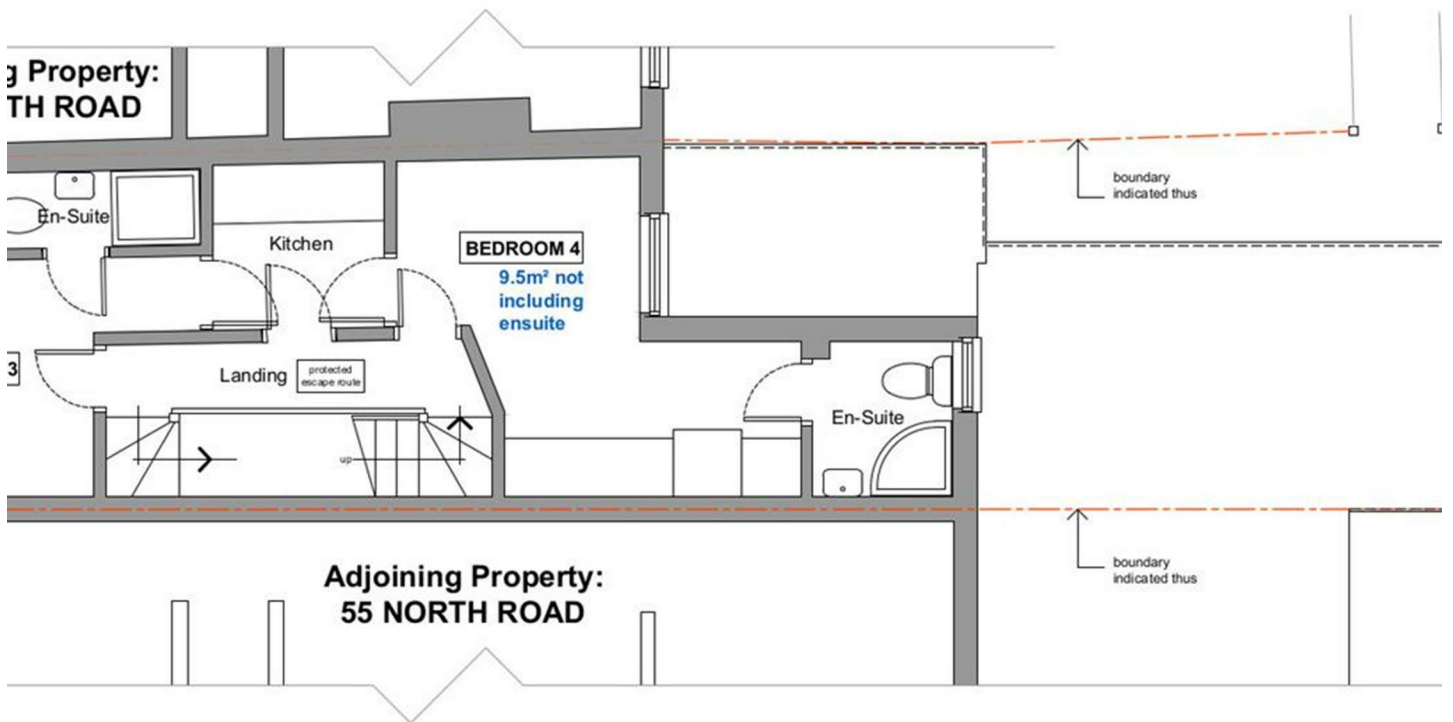 g Property:
TH ROAD
En-Suite
Kitchen
BEDROOM 4
9.5m² not
including
ensuite
boundary
indicated thus
3
Landing
protected
escape route
up
En-Suite
Adjoining Property:
55 NORTH ROAD
boundary
indicated thus